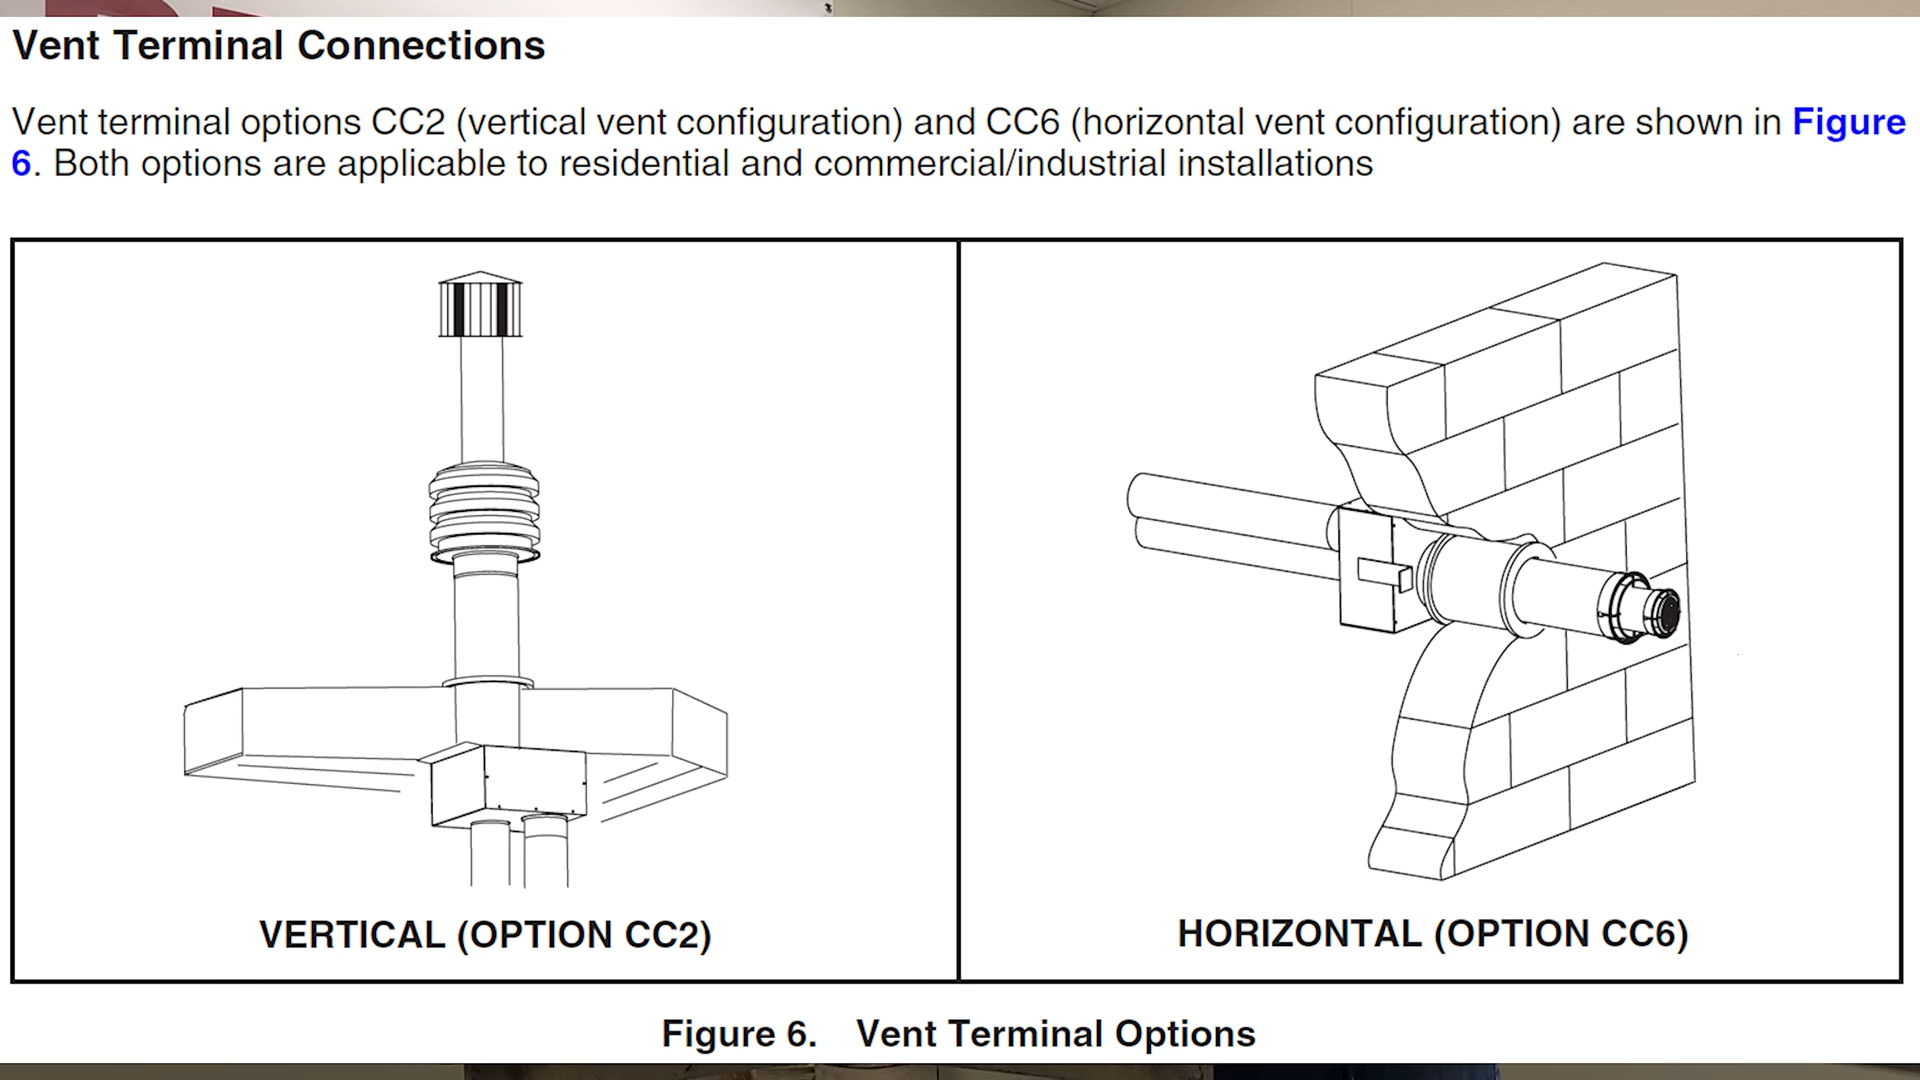 Vent Terminal Connections
Vent terminal options CC2 (vertical vent configuration) and CC6 (horizontal vent configuration) are shown in Figure
6. Both options are applicable to residential and commercial/industrial installations
VERTICAL (OPTION CC2)
HORIZONTAL (OPTION CC6)
Figure 6. Vent Terminal Options